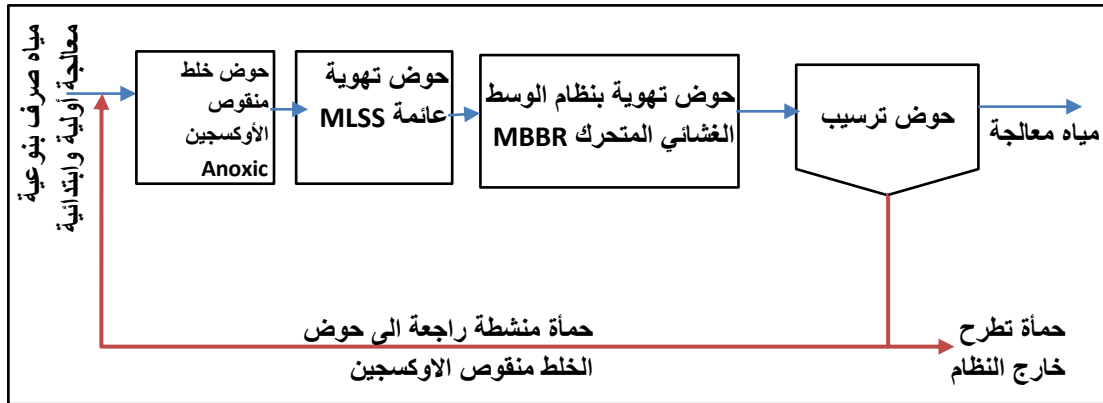 مياه صرف بنوعية
معالجة أولية وابتدائية
حوض خلط
منقوص
الأوكسجين
Anoxic
حوض تهوية
عائمة MLSS
حوض تهوية بنظام الوسط
الغشائي المتحرك MBBR
حوض ترسيب
مياه معالجة
حمأة منشطة راجعة الى حوض
الخلط منقوص الاوكسجين
حمأة تطرح
خارج النظام